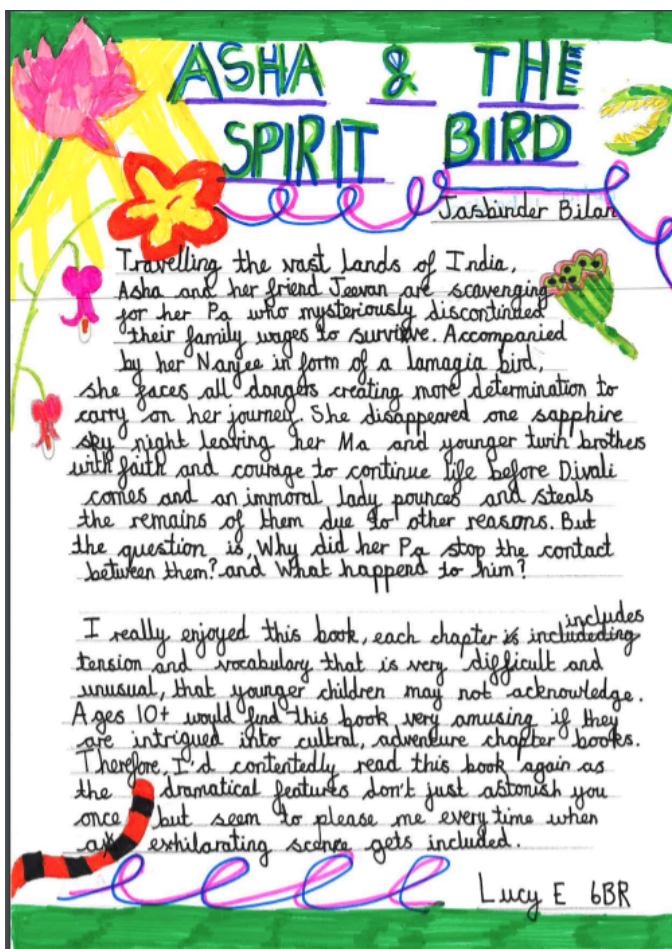 ASHA & THE
SPIRIT BIRD
Jasbinder Bilan
Travelling the vast lands of India,
Asha and her friend Jeevan are scavenging
for her Pa who mysteriously discontinued
their family wages to survive. Accompanied
by her Nanjee in form of a lamagia bird,
she faces all dangers creating more determination to
carry on her journey. She disappeared one sapphire
sky night leaving her Ma and younger twin brothers
with faith and courage to continue life before Divali
comes and an immoral lady pounces and steals
the remains of them due to other reasons. But
the question is, Why did her Pa stop the contact
between them? and What happend to him?
includes
I really enjoyed this book, each chapter is includeding
tension and vocabulary that is very difficult and
unusual, that younger children may not acknowledge.
Ages 10+ would find this book very amusing if they
are intrigued into cultral, adventure chapter books.
Therefore, I'd contentedly read this book again as
the dramatical features don't just astonish you
once but seem to please me every time when
a exhilarating scene gets included.
Lucy E 6BR